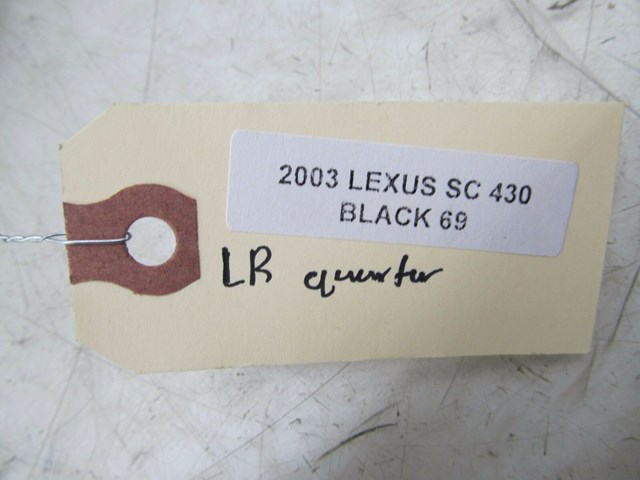 2003 LEXUS SC 430
BLACK 69
LR quarter